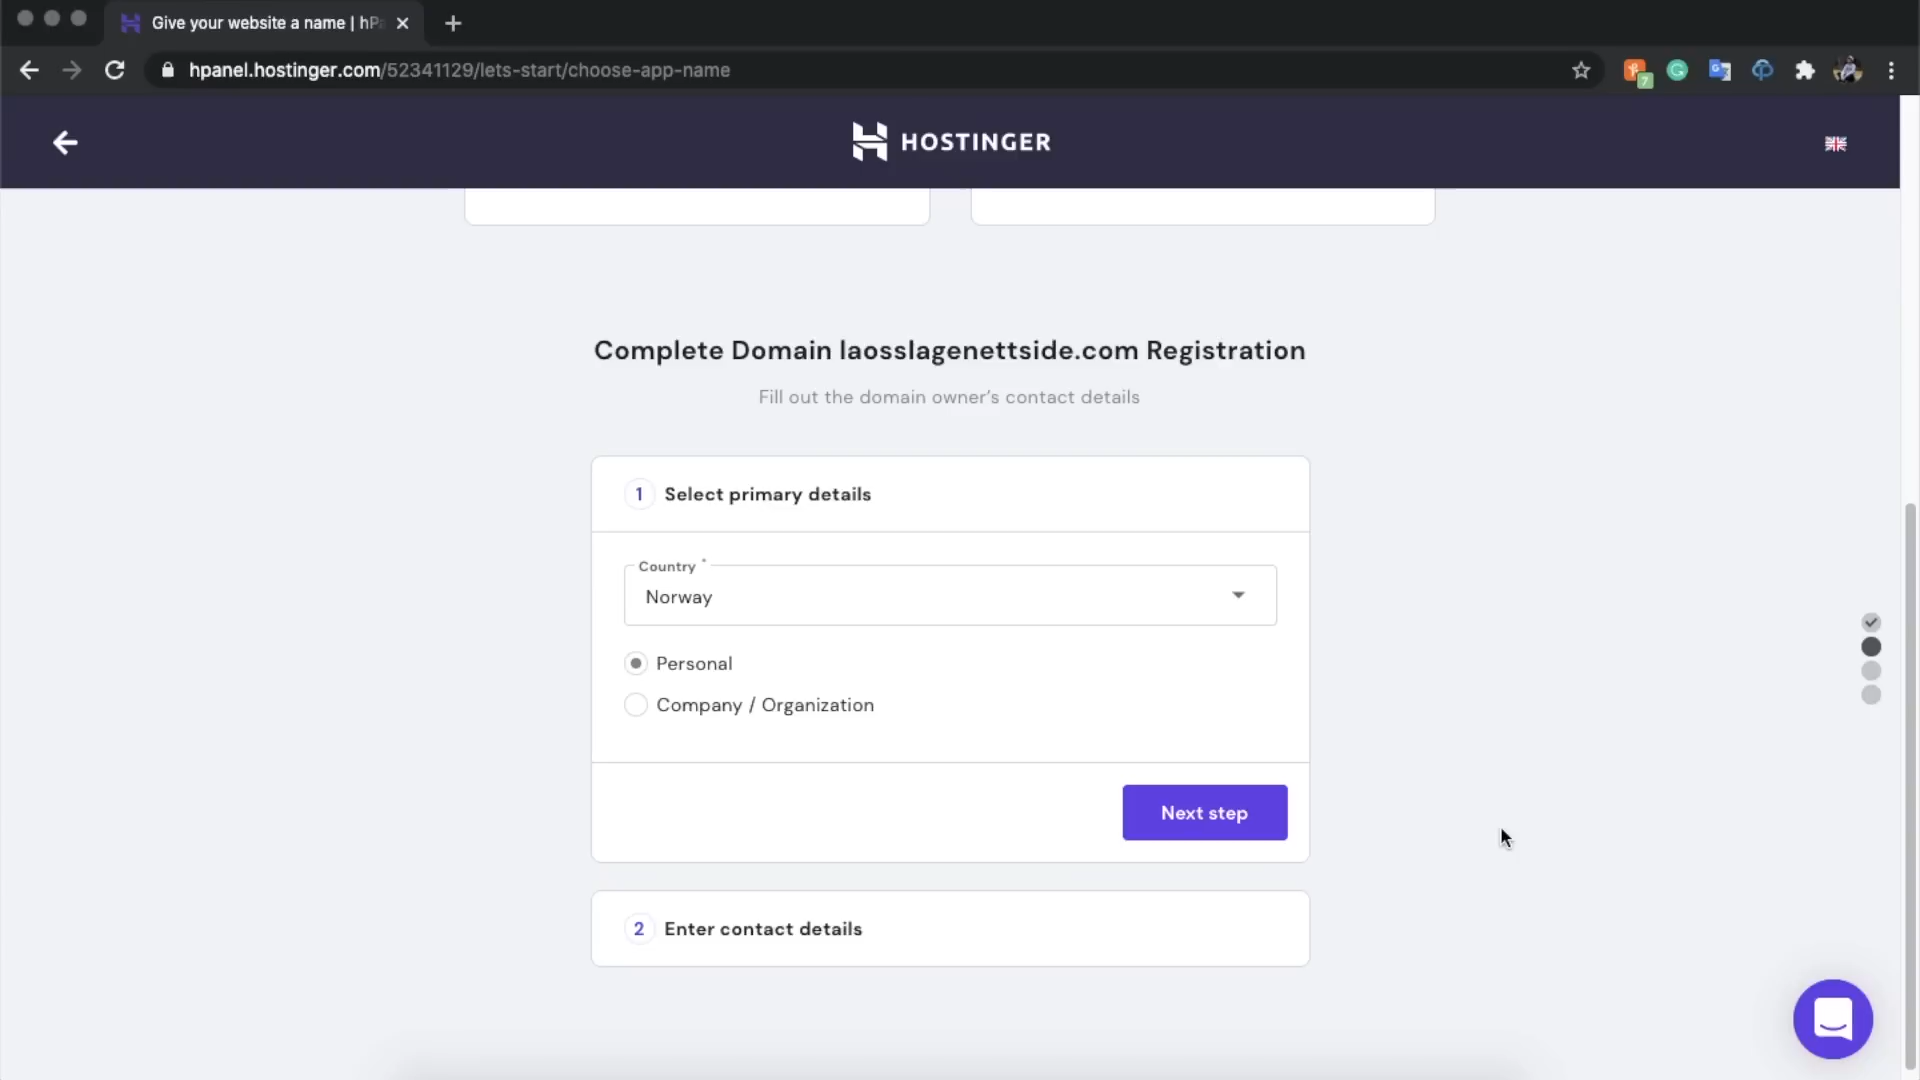 Give your website a name | hPa
hpanel.hostinger.com/52341129/lets-start/choose-app-name
7
HOSTINGER
Complete Domain laosslagenettside.com Registration
Fill out the domain owner's contact details
1 Select primary details
Country *
Norway
Personal
Company / Organization
Next step
2 Enter contact details